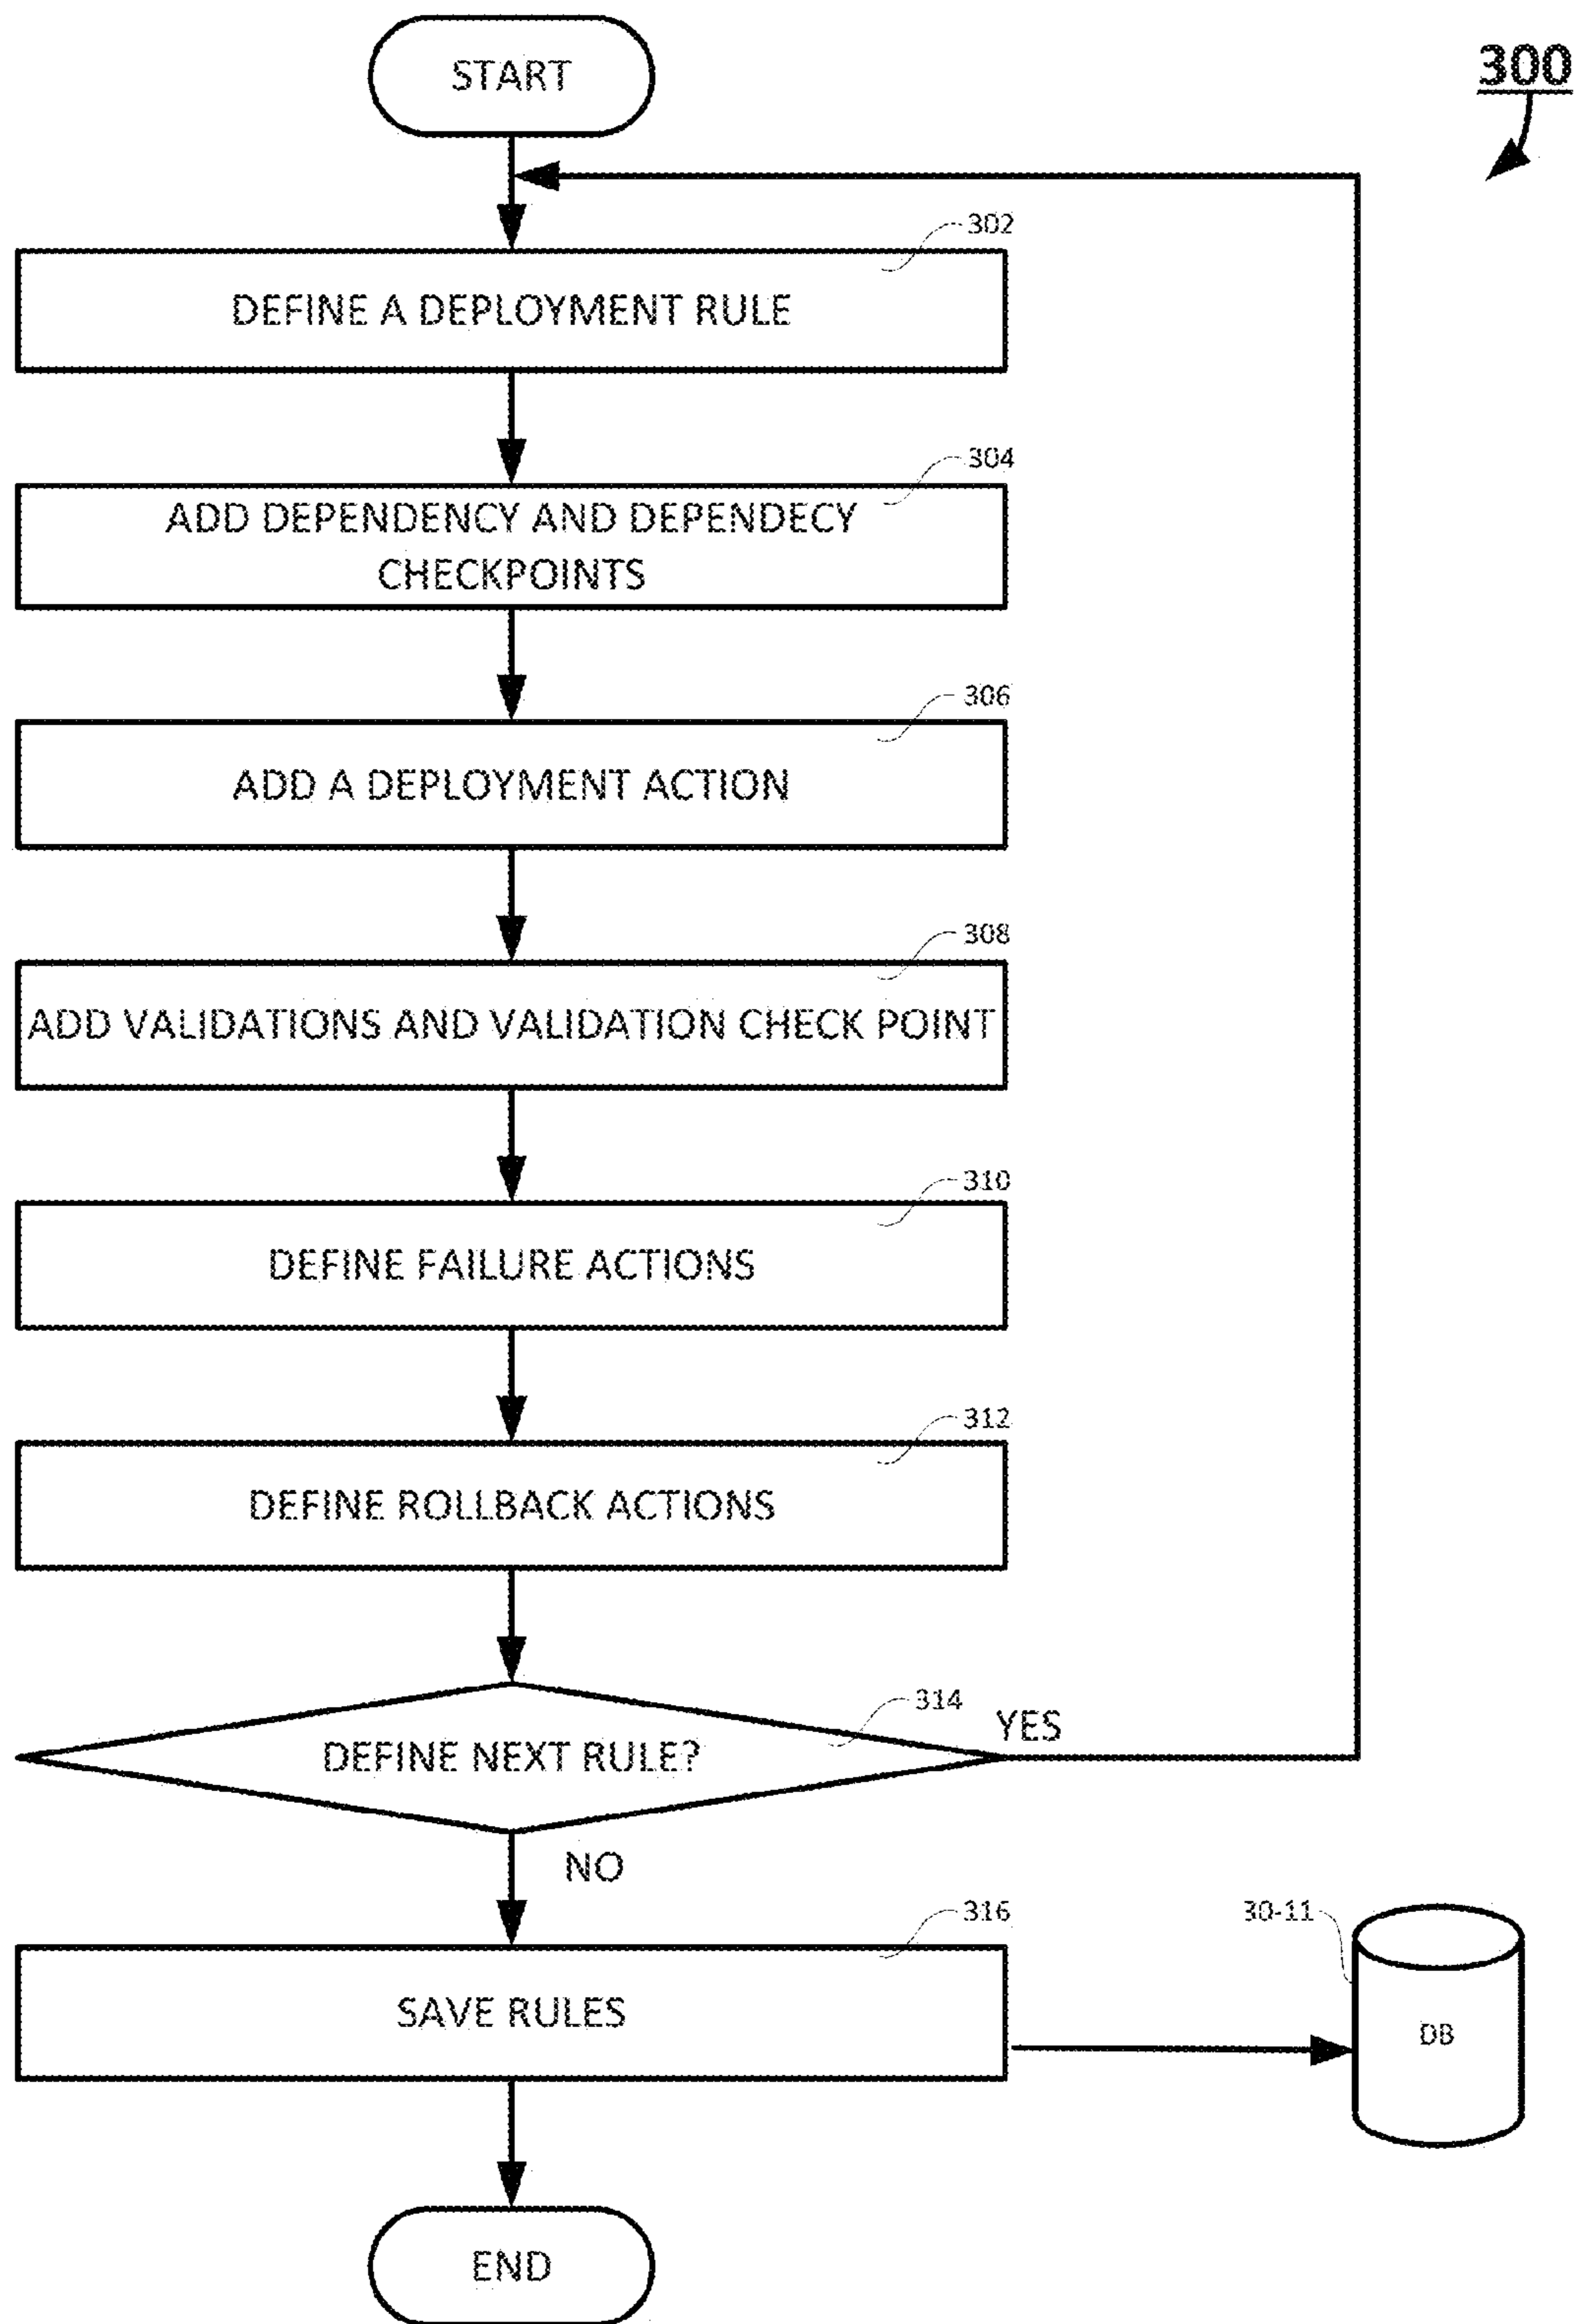 START
300
302
DEFINE A DEPLOYMENT RULE
304
ADD DEPENDENCY AND DEPENDECY
CHECKPOINTS
306
ADD A DEPLOYMENT ACTION
308
ADD VALIDATIONS AND VALIDATION CHECK POINT
310
DEFINE FAILURE ACTIONS
312
DEFINE ROLLBACK ACTIONS
314
YES
DEFINE NEXT RULE?
NO
316
30-11
SAVE RULES
DB
END